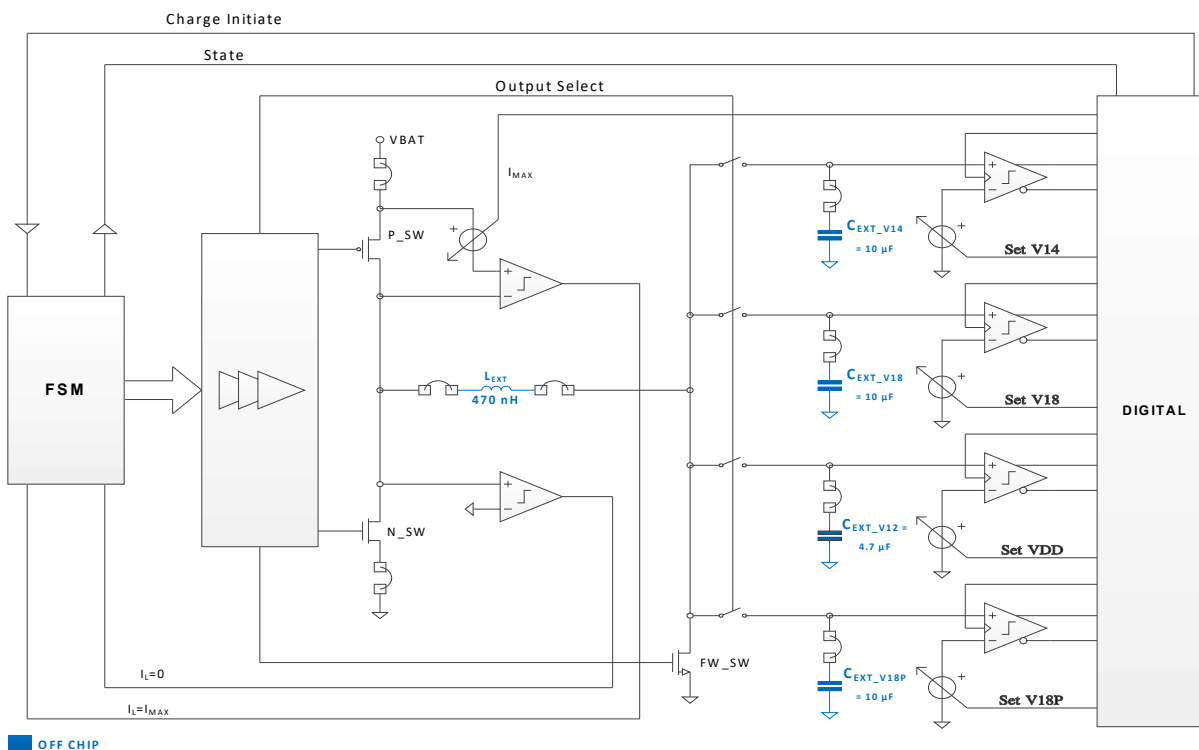 Charge Initiate
State
Output Select
VBAT
IMAX
P_SW
+
+
−
+
−
+
CEXT_V14
= 10 µF
Set V14
+
−
+
CEXT_V18
= 10 µF
Set V18
FSM
LEXT
470 nH
DIGITAL
+
−
N_SW
+
−
+
CEXT_V12 =
4.7 µF
Set VDD
+
−
+
FW_SW
CEXT_V18P
= 10 µF
Set V18P
IL=0
IL=IMAX
OFF CHIP